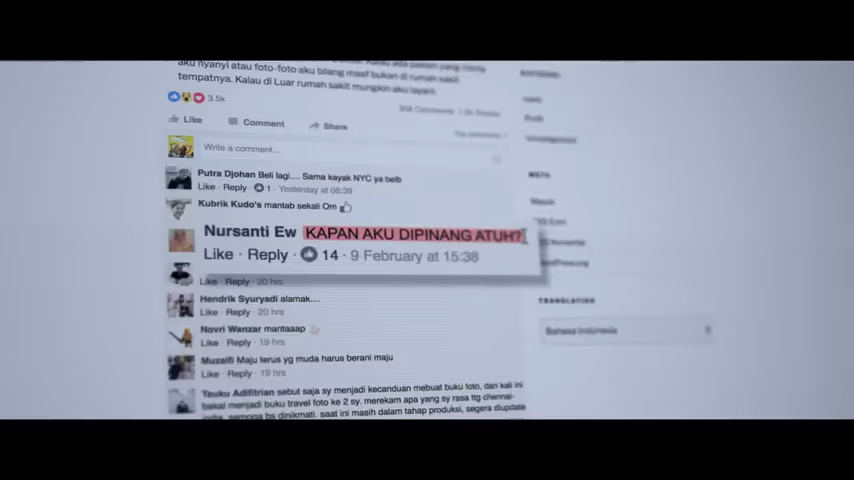 aku nyanyi atau foto-foto aku bilang maaf bukan di rumah sakit
tempatnya. Kalau di Luar rumah sakit mungkin aku layani.
3.5k
Like Comment Share
Write a comment...
Putra Djohan Beli lagi.... Sama kayak NYC ya beib
Like · Reply · 1 · Yesterday at 06:39
Kubrik Kudo's mantab sekali Om
Nursanti Ew KAPAN AKU DIPINANG ATUH?
Like · Reply · 14 · 9 February at 15:38
Like · Reply · 20 hrs
Hendrik Syuryadi alamak....
Like · Reply · 20 hrs
Novri Wanzar mantaaap
Like · Reply · 19 hrs
Muzaifi Maju terus yg muda harus berani maju
Like · Reply · 19 hrs
Teuku Adifitrian sebut saja sy menjadi kecanduan mebuat buku foto, dan kali ini
bakal menjadi buku travel foto ke 2 sy. merekam apa yang sy rasa ttg chennai-
india, semoga bs dinikmati. saat ini masih dalam tahap produksi, segera diupdate
META
TRANSLATION
Bahasa Indonesia